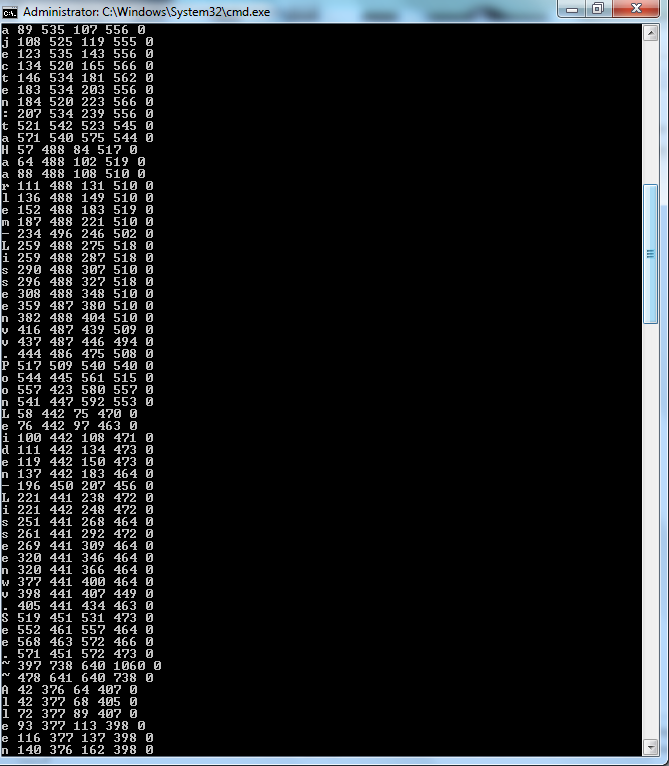 Administrator: C:\Windows\System32\cmd.exe
a 89 535 107 556 0
j 108 525 119 555 0
e 123 535 143 556 0
c 134 520 165 566 0
t 146 534 181 562 0
e 183 534 203 556 0
n 184 520 223 566 0
: 207 534 239 556 0
t 521 542 523 545 0
a 571 540 575 544 0
H 57 488 84 517 0
a 64 488 102 519 0
a 88 488 108 510 0
r 111 488 131 510 0
l 136 488 149 510 0
e 152 488 183 519 0
m 187 488 221 510 0
- 234 496 246 502 0
L 259 488 275 518 0
i 259 488 287 518 0
s 290 488 307 510 0
s 296 488 327 518 0
e 308 488 348 510 0
e 359 487 380 510 0
n 382 488 404 510 0
v 416 487 439 509 0
v 437 487 446 494 0
. 444 486 475 508 0
P 517 509 540 540 0
o 544 445 561 515 0
o 557 423 580 557 0
n 541 447 592 553 0
L 58 442 75 470 0
e 76 442 97 463 0
i 100 442 108 471 0
d 111 442 134 473 0
e 119 442 150 473 0
n 137 442 183 464 0
- 196 450 207 456 0
L 221 441 238 472 0
i 221 442 248 472 0
s 251 441 268 464 0
s 261 441 292 472 0
e 269 441 309 464 0
e 320 441 346 464 0
n 320 441 366 464 0
w 377 441 400 464 0
v 398 441 407 449 0
. 405 441 434 463 0
S 519 451 531 473 0
e 552 461 557 464 0
e 568 463 572 466 0
. 571 451 572 473 0
~ 397 738 640 1060 0
~ 478 641 640 738 0
A 42 376 64 407 0
l 42 377 68 405 0
l 72 377 89 407 0
e 93 377 113 398 0
e 116 377 137 398 0
n 140 376 162 398 0